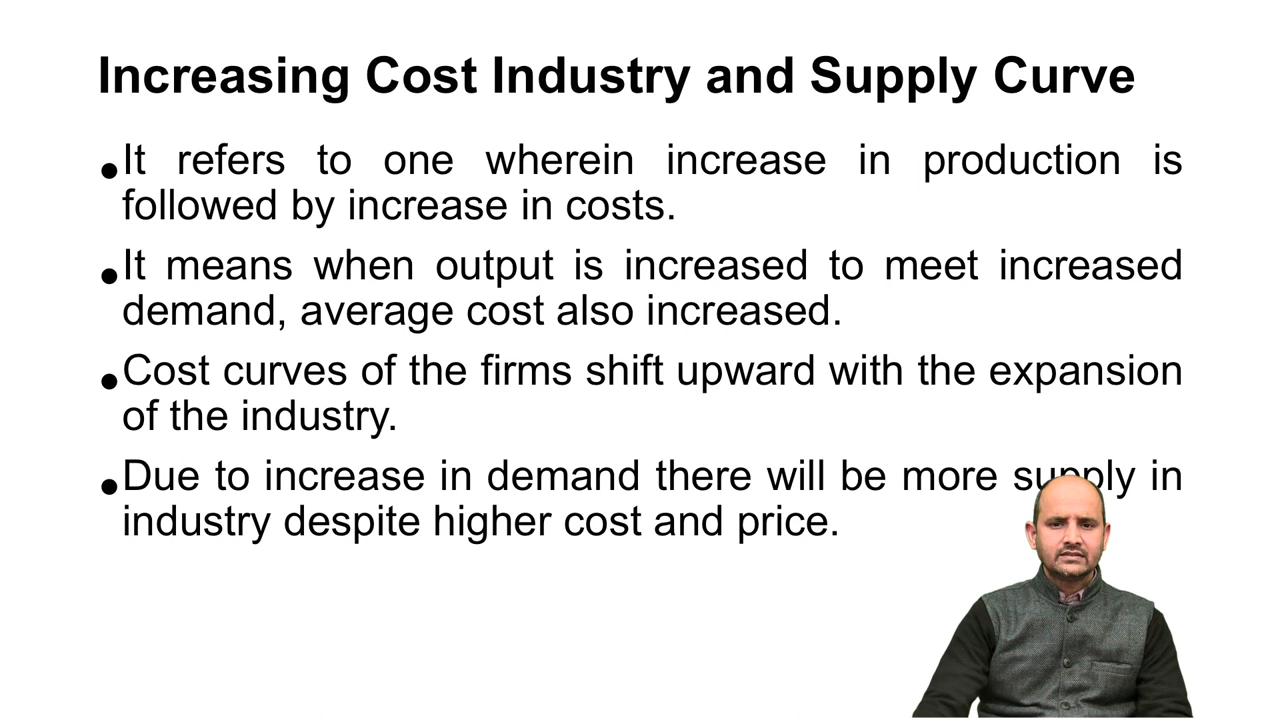 Increasing Cost Industry and Supply Curve
•It refers to one wherein increase in production is
followed by increase in costs.
•It means when output is increased to meet increased
demand, average cost also increased.
•Cost curves of the firms shift upward with the expansion
of the industry.
•Due to increase in demand there will be more supply in
industry despite higher cost and price.